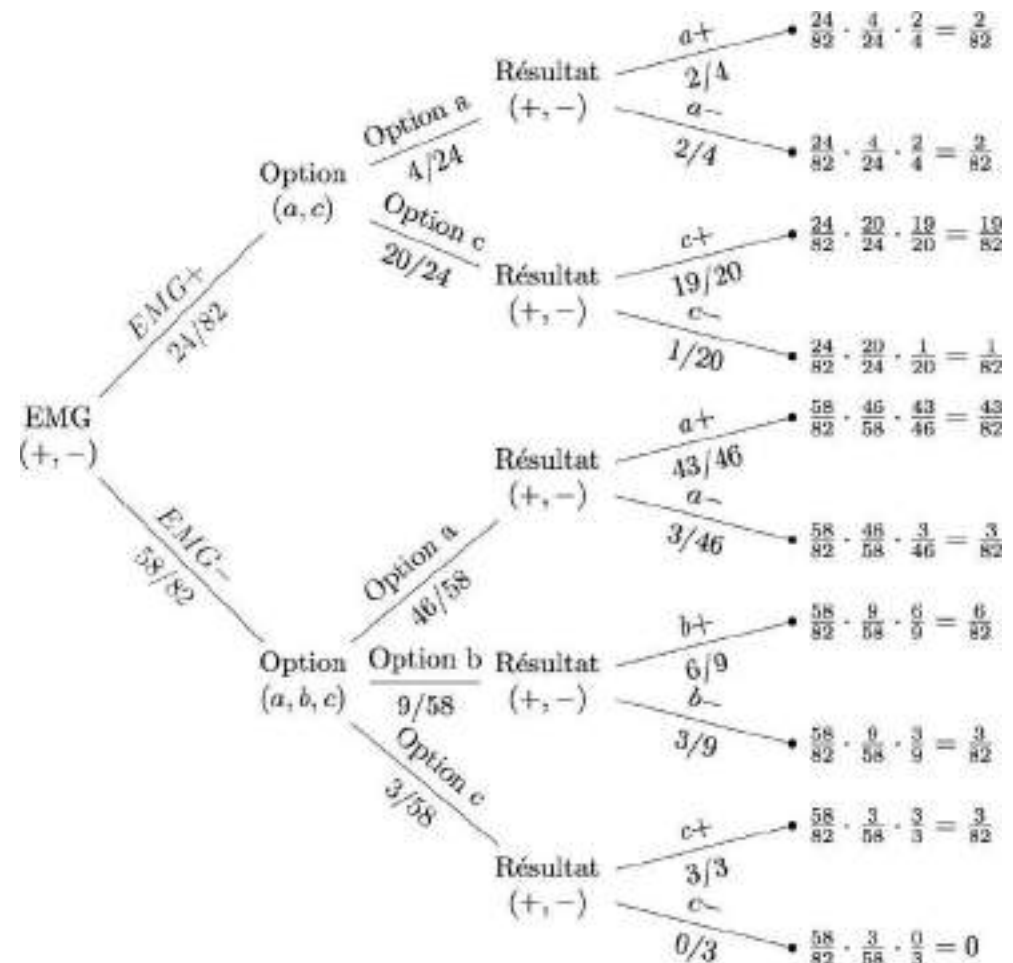 EMG
(+, −)
EMG+
24/82
EMG−
58/82
Option
(a, c)
Option a
4/24
Option c
20/24
Résultat
(+, −)
a+
2/4
a−
2/4
24/82 · 4/24 · 2/4 = 2/82
24/82 · 4/24 · 2/4 = 2/82
Résultat
(+, −)
c+
19/20
c−
1/20
24/82 · 20/24 · 19/20 = 19/82
24/82 · 20/24 · 1/20 = 1/82
Option
(a, b, c)
Option a
46/58
Option b
9/58
Option c
3/58
Résultat
(+, −)
a+
43/46
a−
3/46
58/82 · 46/58 · 43/46 = 43/82
58/82 · 46/58 · 3/46 = 3/82
Résultat
(+, −)
b+
6/9
b−
3/9
58/82 · 9/58 · 6/9 = 6/82
58/82 · 9/58 · 3/9 = 3/82
Résultat
(+, −)
c+
3/3
c−
0/3
58/82 · 3/58 · 3/3 = 3/82
58/82 · 3/58 · 0/3 = 0